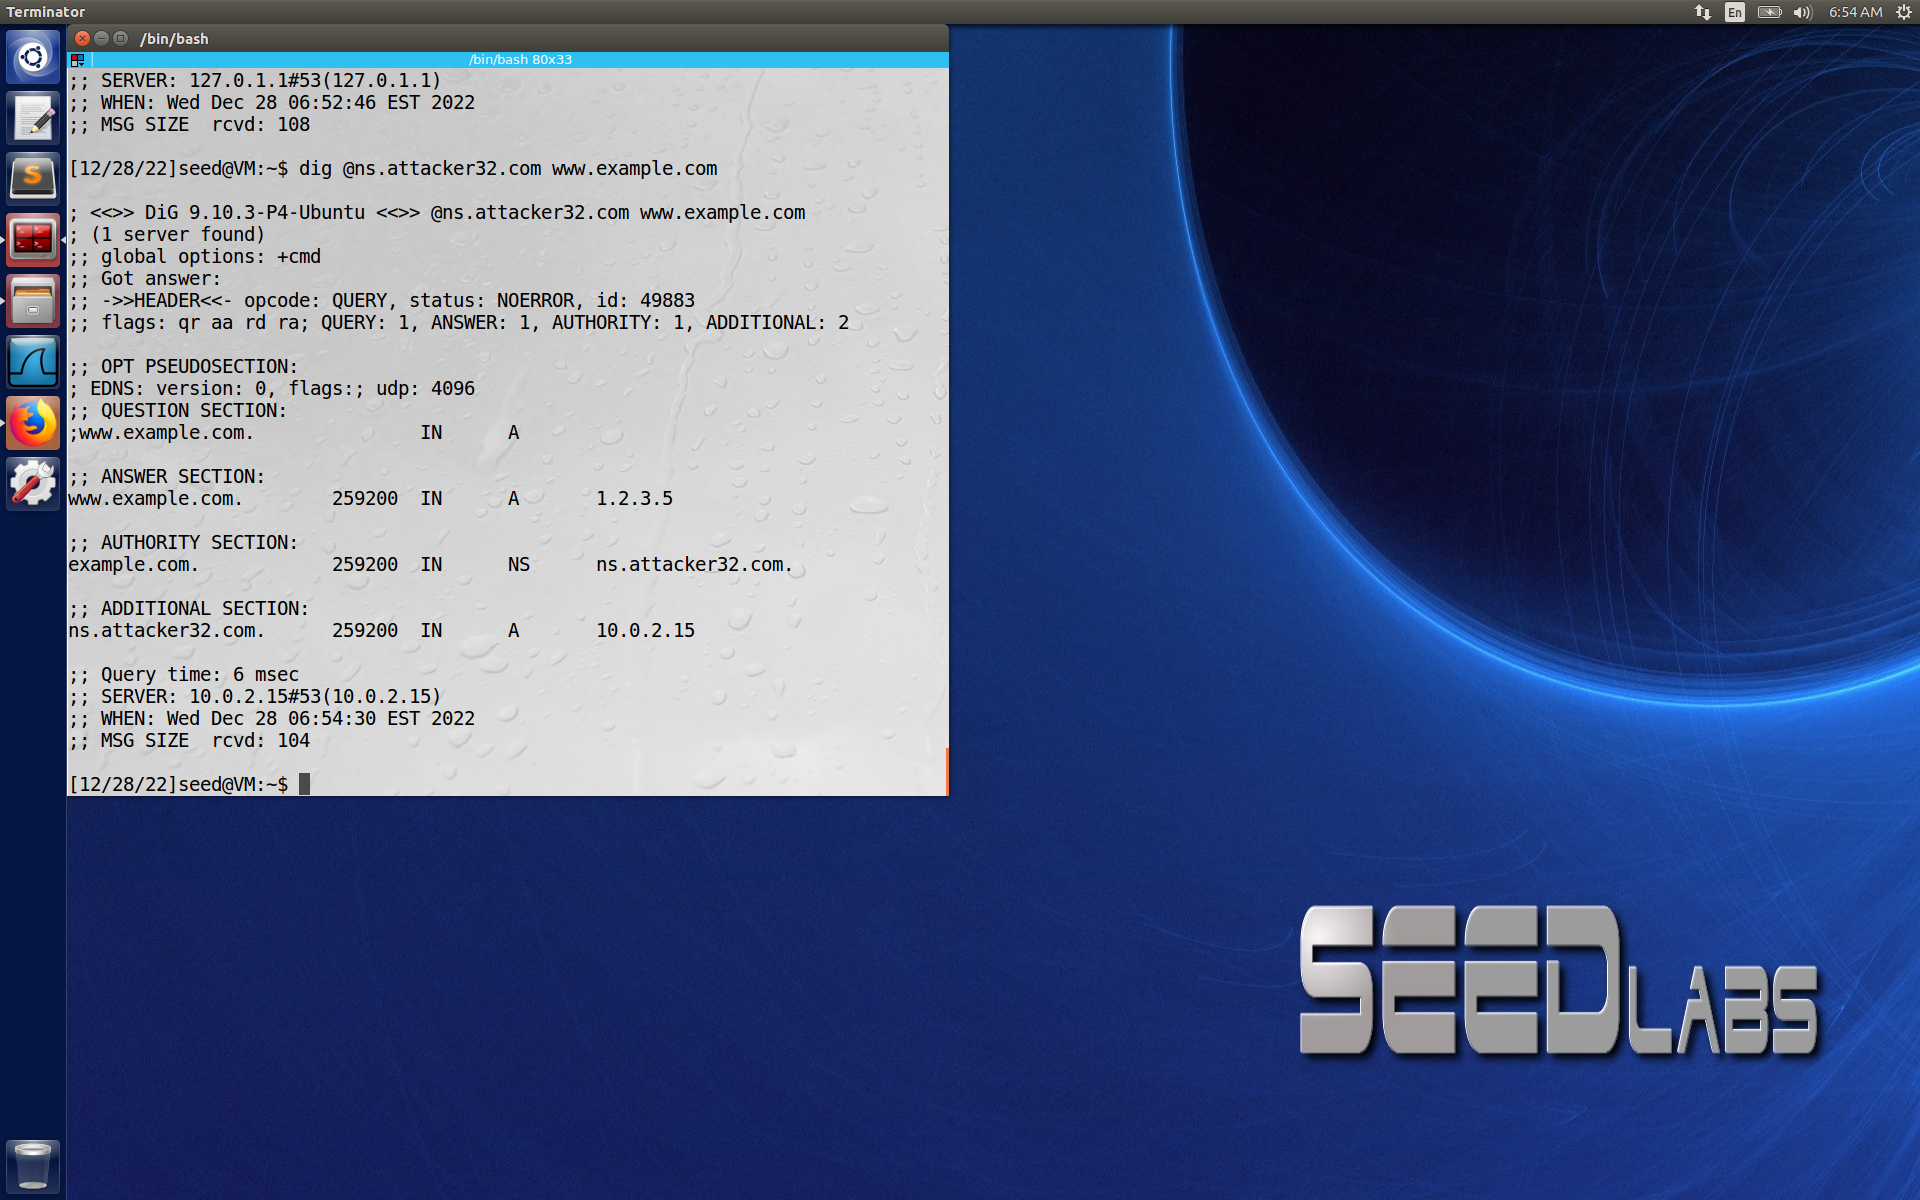 Terminator
En
6:54 AM
/bin/bash
/bin/bash 80x33
;; SERVER: 127.0.1.1#53(127.0.1.1)
;; WHEN: Wed Dec 28 06:52:46 EST 2022
;; MSG SIZE  rcvd: 108
[12/28/22]seed@VM:~$ dig @ns.attacker32.com www.example.com
; <<>> DiG 9.10.3-P4-Ubuntu <<>> @ns.attacker32.com www.example.com
; (1 server found)
;; global options: +cmd
;; Got answer:
;; ->>HEADER<<- opcode: QUERY, status: NOERROR, id: 49883
;; flags: qr aa rd ra; QUERY: 1, ANSWER: 1, AUTHORITY: 1, ADDITIONAL: 2
;; OPT PSEUDOSECTION:
; EDNS: version: 0, flags:; udp: 4096
;; QUESTION SECTION:
;www.example.com.               IN      A
;; ANSWER SECTION:
www.example.com.        259200  IN      A       1.2.3.5
;; AUTHORITY SECTION:
example.com.            259200  IN      NS      ns.attacker32.com.
;; ADDITIONAL SECTION:
ns.attacker32.com.      259200  IN      A       10.0.2.15
;; Query time: 6 msec
;; SERVER: 10.0.2.15#53(10.0.2.15)
;; WHEN: Wed Dec 28 06:54:30 EST 2022
;; MSG SIZE  rcvd: 104
[12/28/22]seed@VM:~$
SEEDLABS